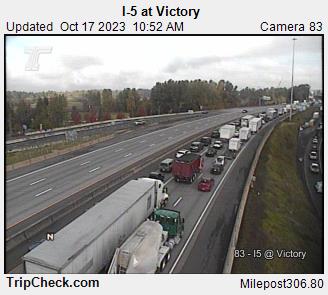 I-5 at Victory
Updated Oct 17 2023 10:52 AM Camera 83
N
83 - I5 @ Victory
TripCheck.com Milepost306.80